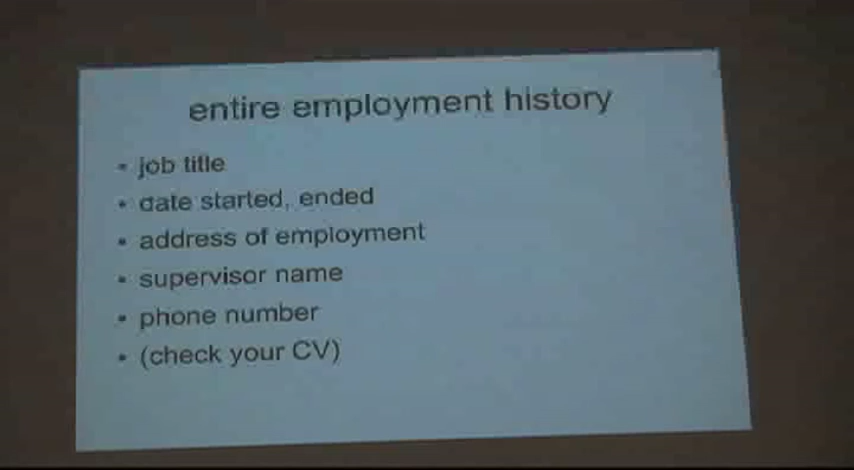 entire employment history
• job title
• date started, ended
• address of employment
• supervisor name
• phone number
• (check your CV)